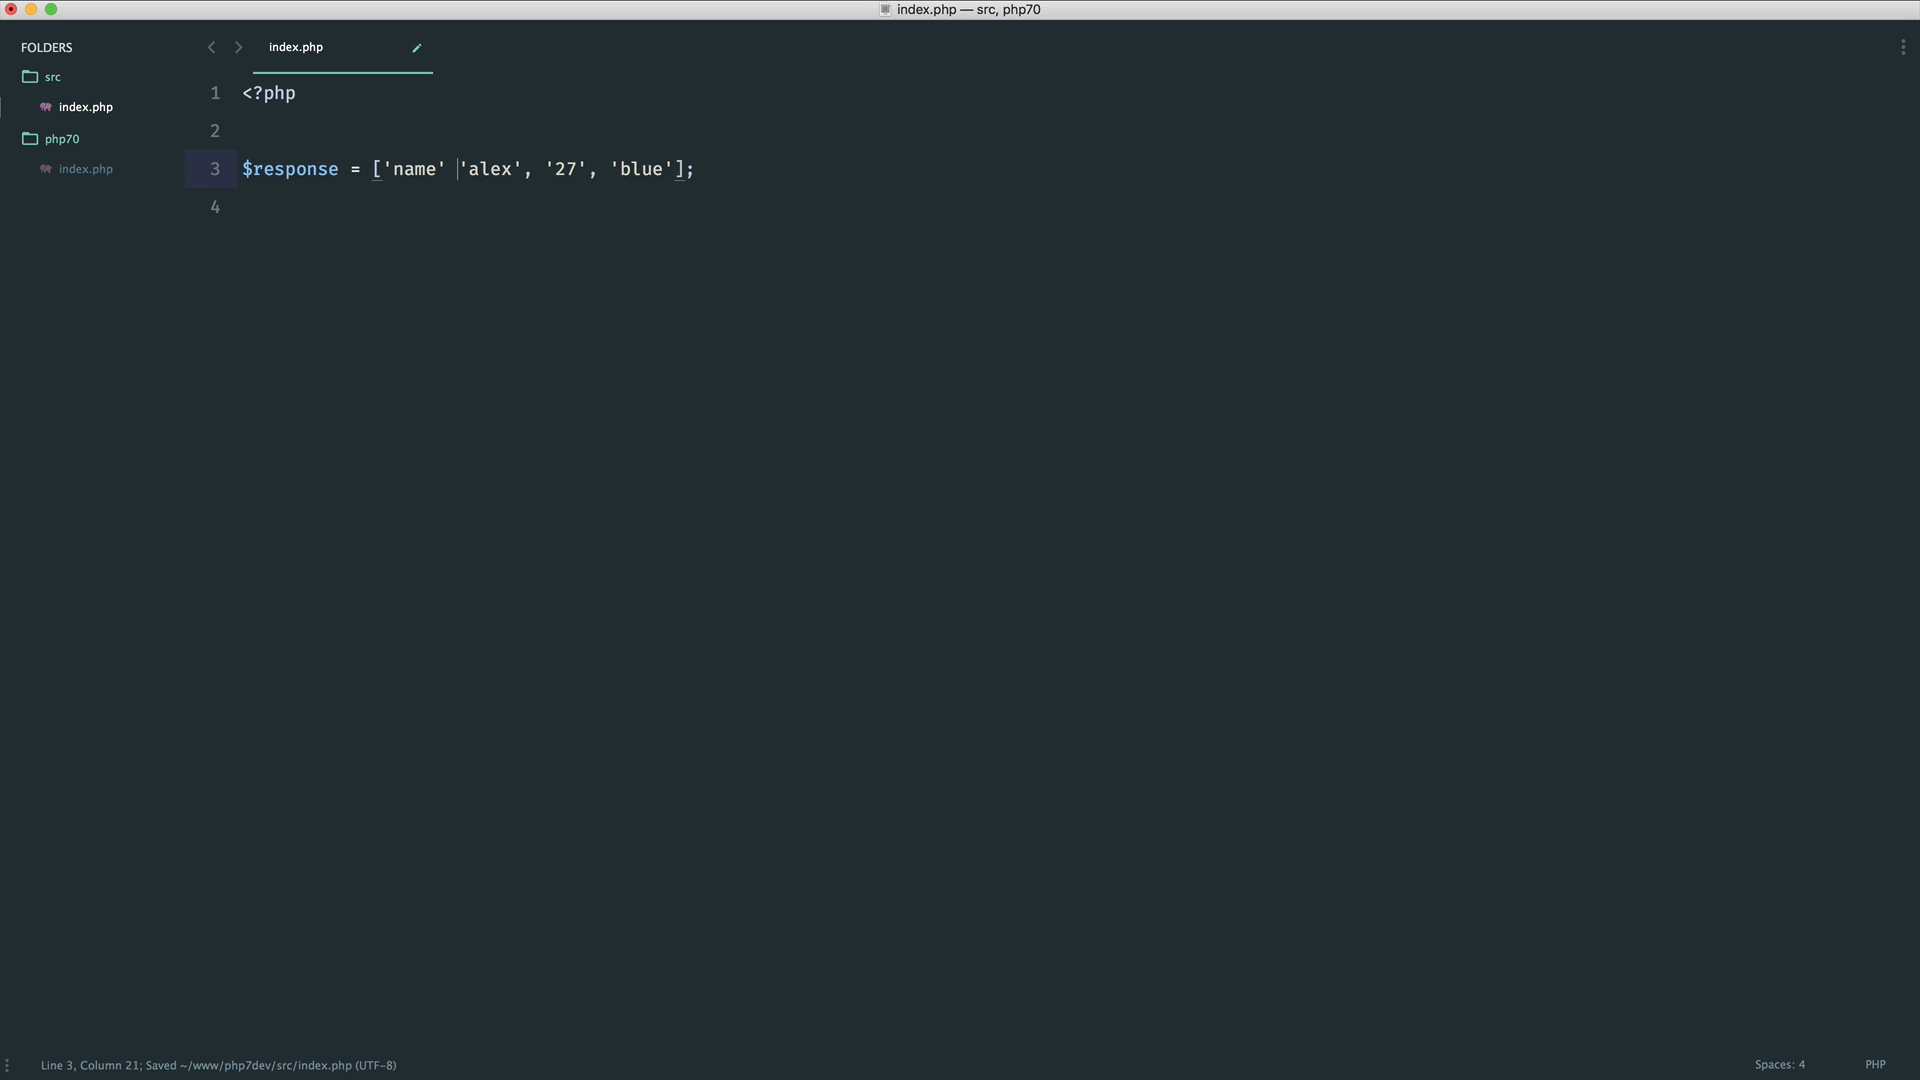 index.php — src, php70
FOLDERS
src
index.php
php70
index.php
index.php
1 <?php
2
3 $response = ['name' 'alex', '27', 'blue'];
4
Line 3, Column 21; Saved ~/www/php7dev/src/index.php (UTF-8)
Spaces: 4
PHP